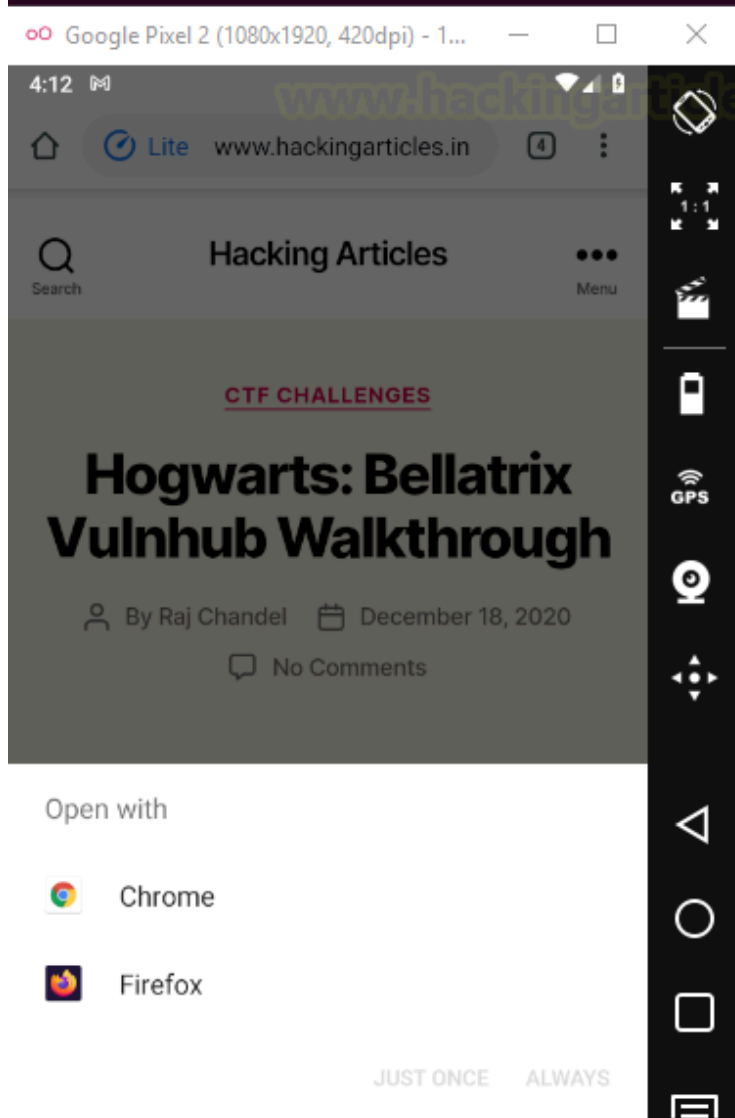 Google Pixel 2 (1080x1920, 420dpi) - 1...
4:12
www.hackingarticle
Lite www.hackingarticles.in 4
Hacking Articles
Search
Menu
1:1
CTF CHALLENGES
Hogwarts: Bellatrix
Vulnhub Walkthrough
GPS
By Raj Chandel December 18, 2020
No Comments
Open with
Chrome
Firefox
JUST ONCE ALWAYS